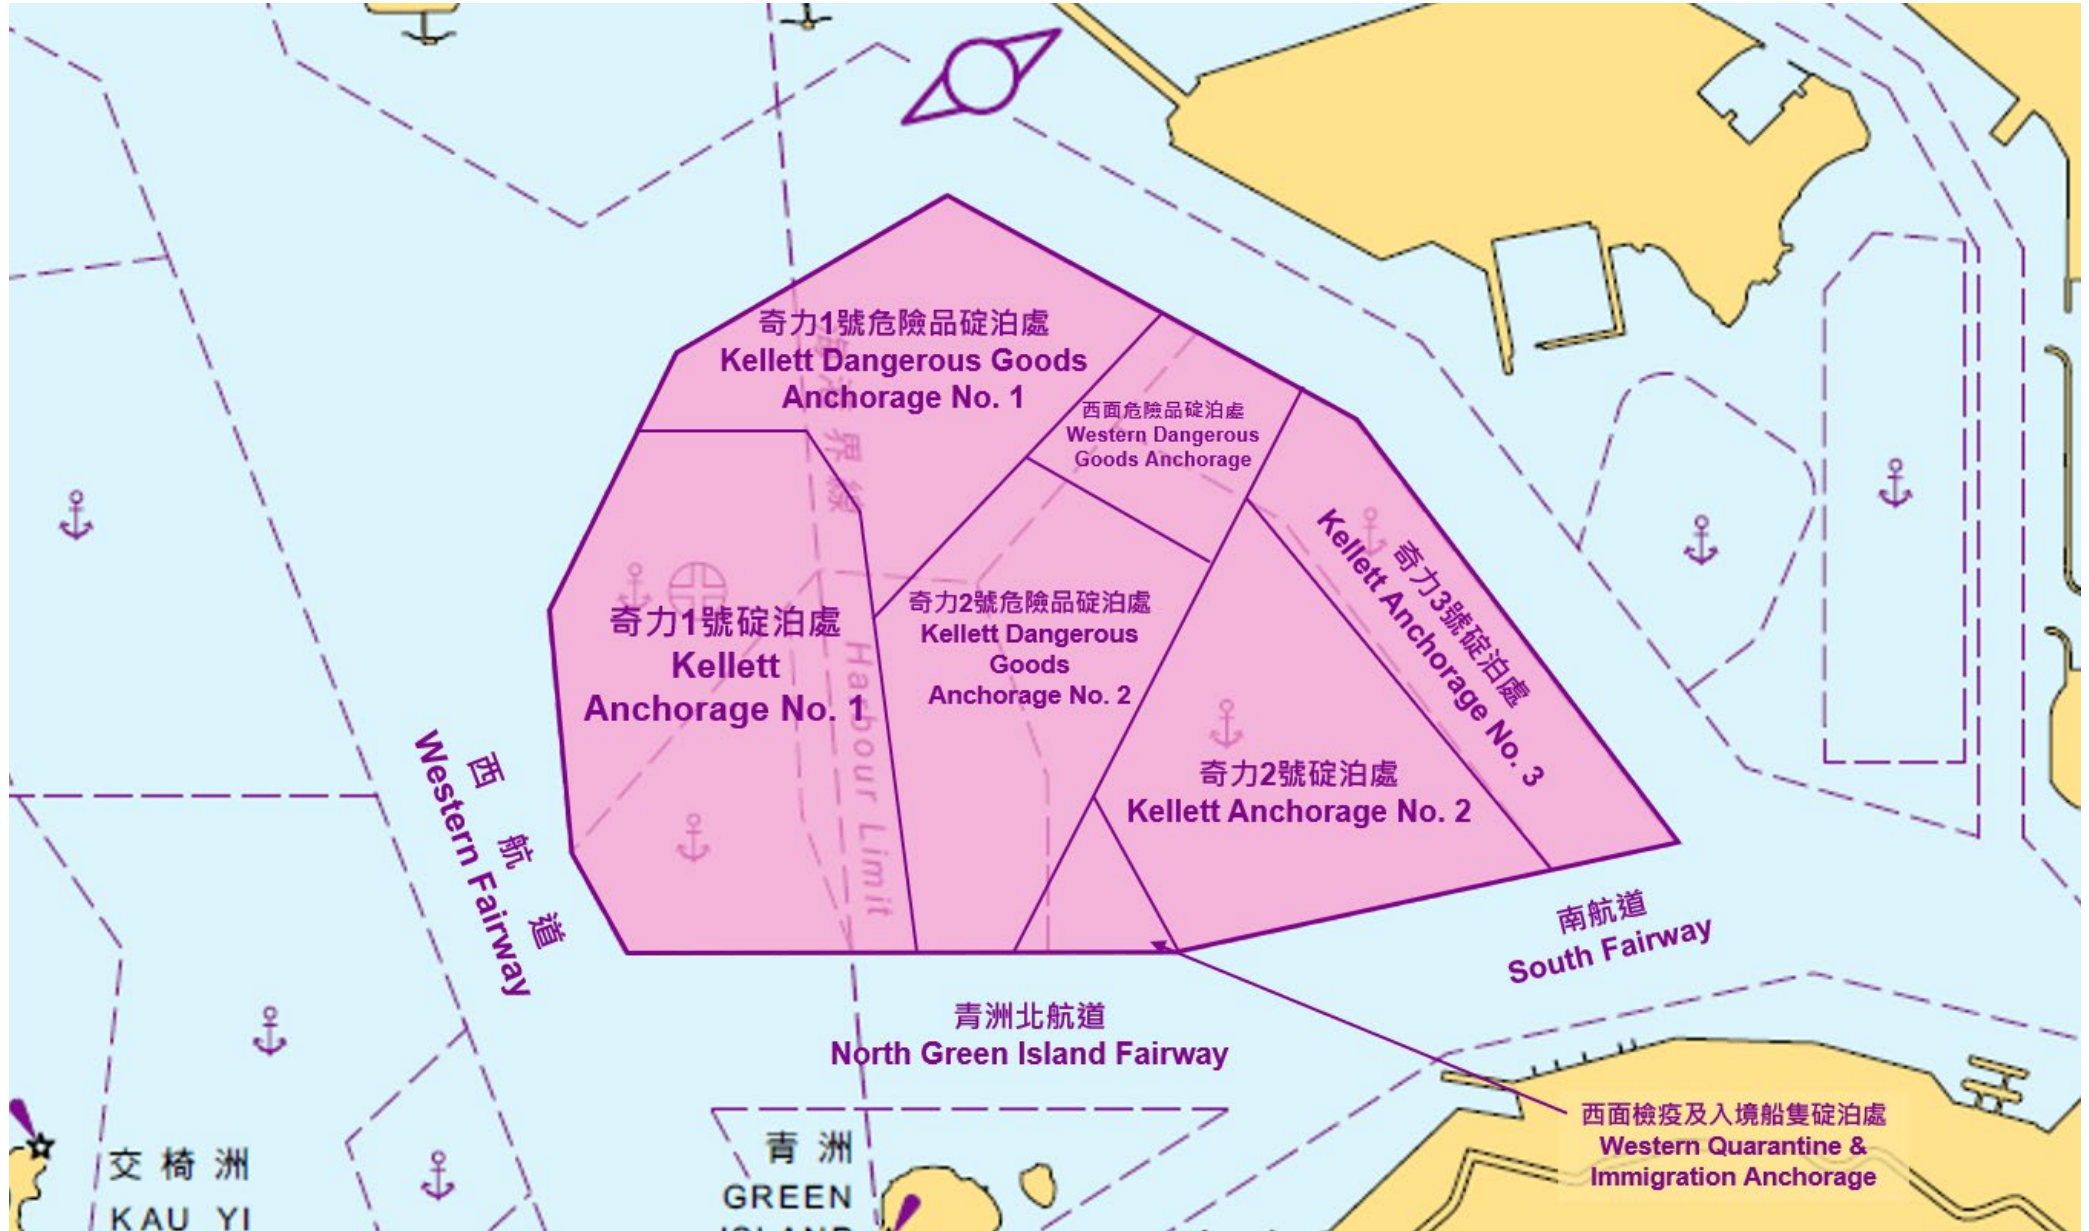 奇力1號危險品碇泊處
Kellett Dangerous Goods
Anchorage No. 1
西面危險品碇泊處
Western Dangerous
Goods Anchorage
奇力3號碇泊處
Kellett Anchorage No. 3
奇力1號碇泊處
Kellett
Anchorage No. 1
奇力2號危險品碇泊處
Kellett Dangerous
Goods
Anchorage No. 2
奇力2號碇泊處
Kellett Anchorage No. 2
界線
Harbour Limit
西航道
Western Fairway
南航道
South Fairway
青洲北航道
North Green Island Fairway
西面檢疫及入境船隻碇泊處
Western Quarantine &
Immigration Anchorage
交椅洲
KAU YI
青洲
GREEN